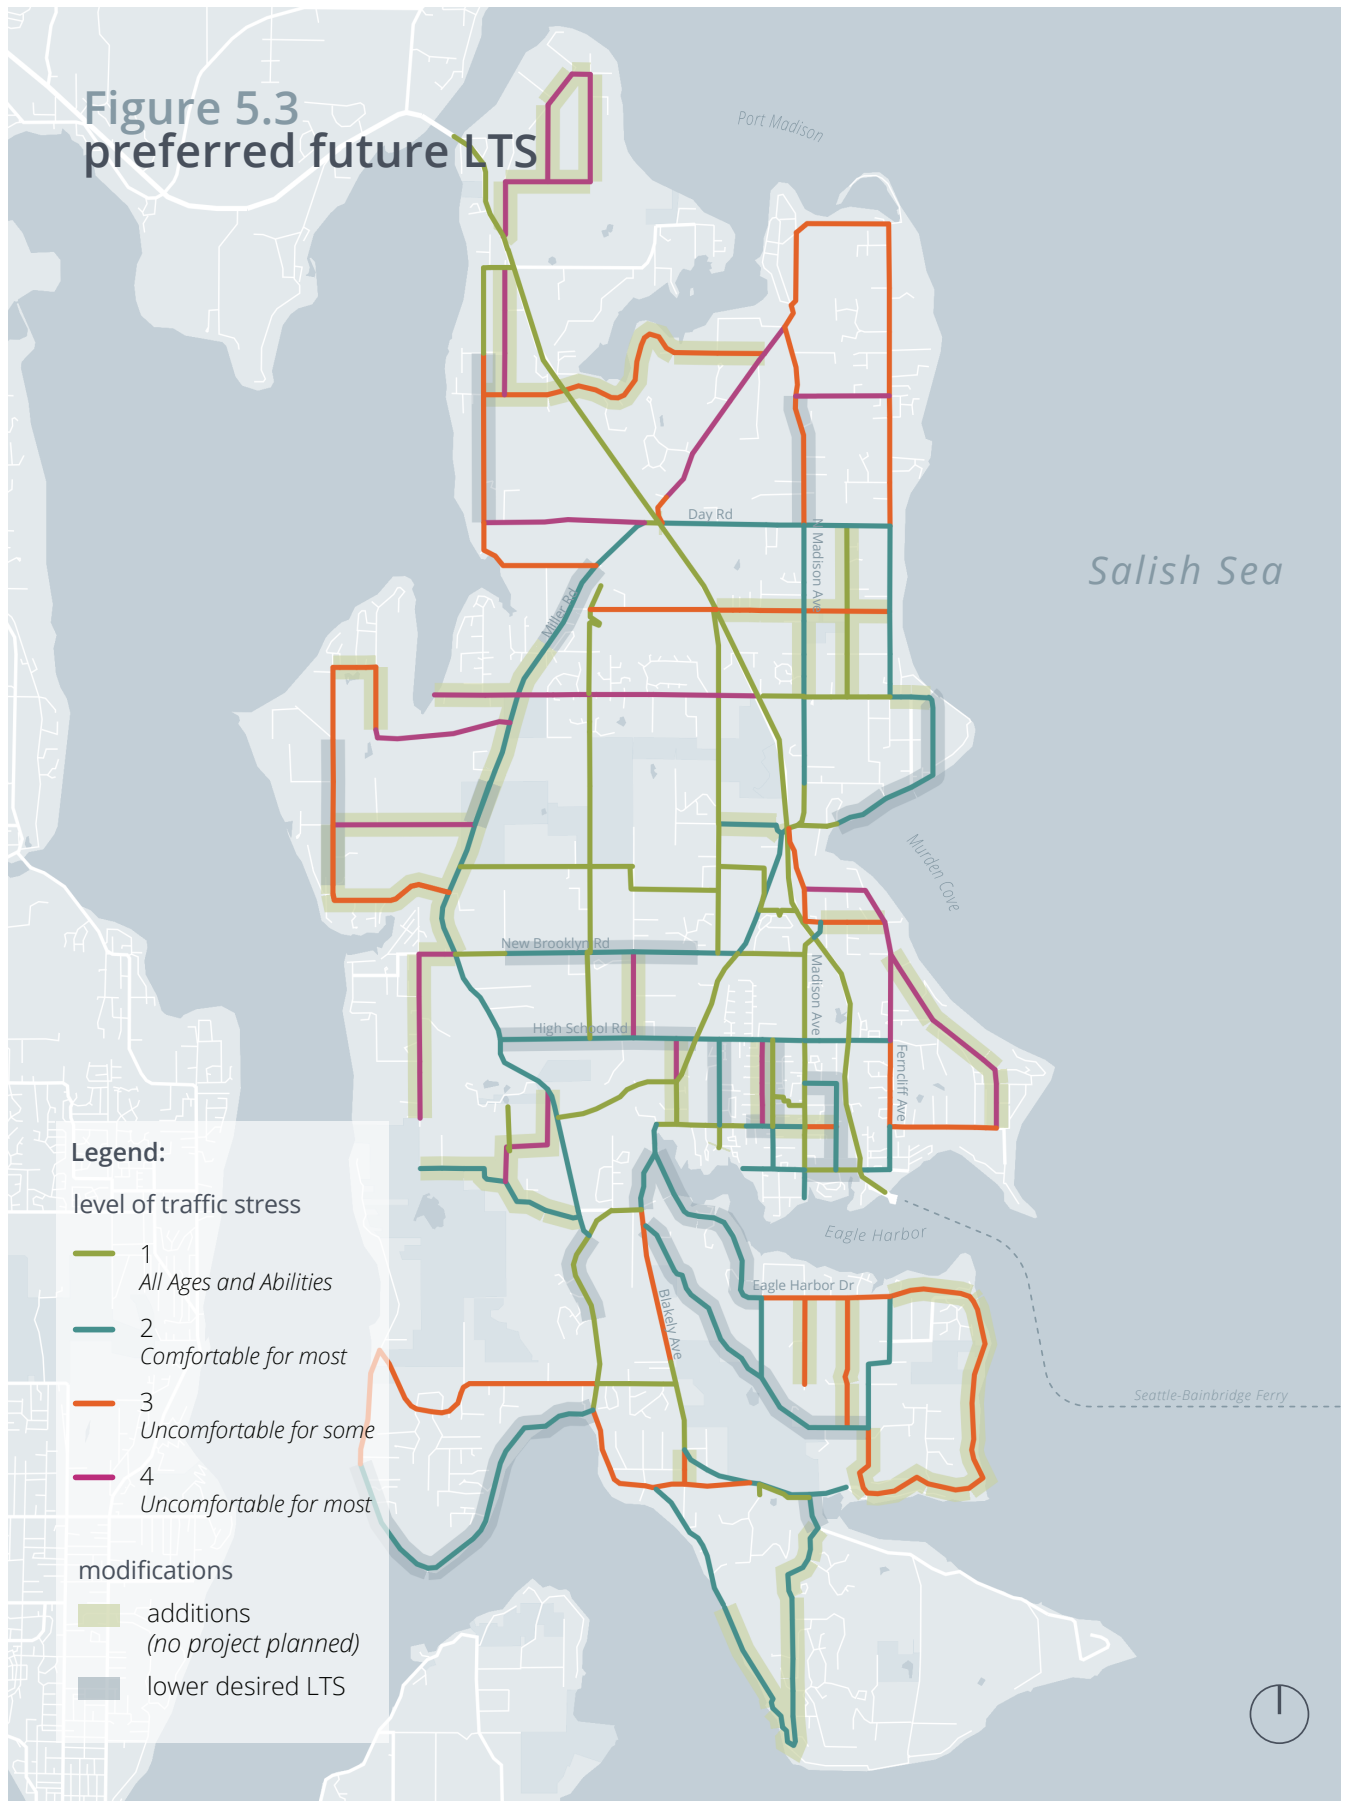 Figure 5.3
preferred future LTS
Port Madison
Day Rd
N Madison Ave
Salish Sea
Miller Rd
Murden Cove
New Brooklyn Rd
Madison Ave
High School Rd
Ferncliff Ave
Eagle Harbor
Eagle Harbor Dr
Blakely Ave
Seattle-Bainbridge Ferry
Legend:
level of traffic stress
1
All Ages and Abilities
2
Comfortable for most
3
Uncomfortable for some
4
Uncomfortable for most
modifications
additions
(no project planned)
lower desired LTS